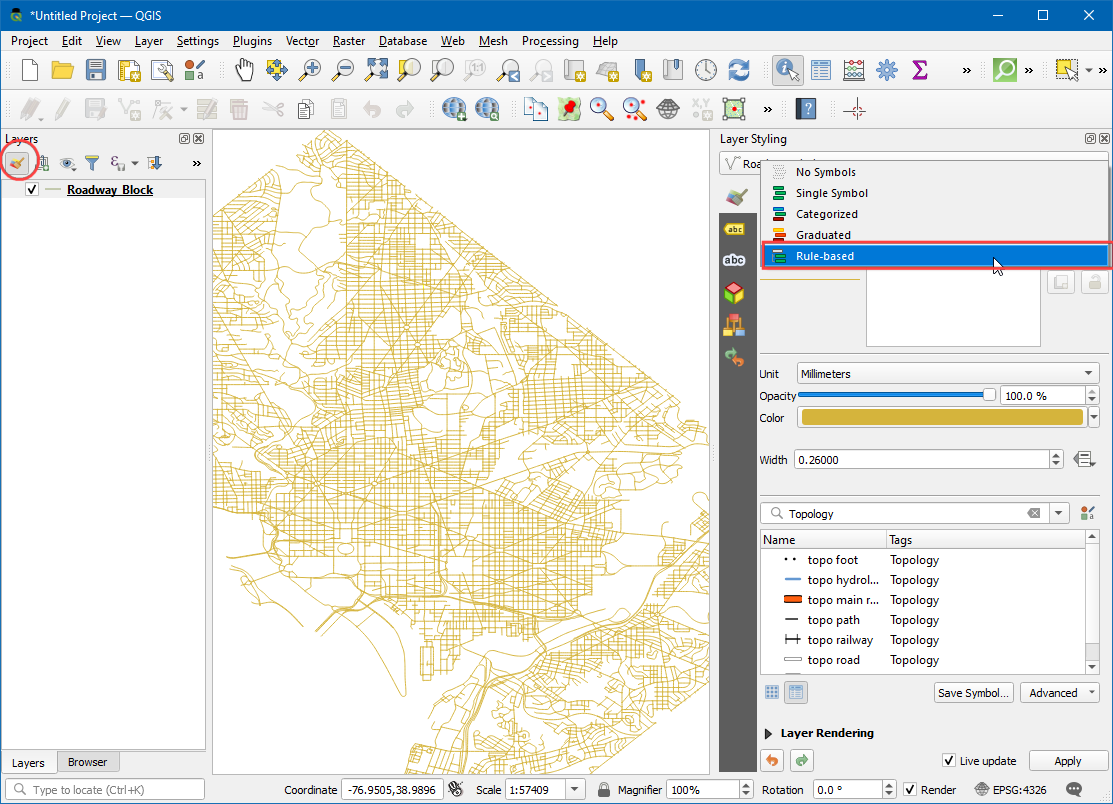 *Untitled Project — QGIS
Project Edit View Layer Settings Plugins Vector Raster Database Web Mesh Processing Help
Layers
Roadway_Block
Layers Browser
Type to locate (Ctrl+K)
Layer Styling
No Symbols
Single Symbol
Categorized
Graduated
Rule-based
abc
abc
Unit Millimeters
Opacity 100.0 %
Color
Width 0.26000
Topology
Name Tags
topo foot Topology
topo hydrol... Topology
topo main r... Topology
topo path Topology
topo railway Topology
topo road Topology
Save Symbol... Advanced
Layer Rendering
Live update Apply
Coordinate -76.9505,38.9896 Scale 1:57409 Magnifier 100% Rotation 0.0 ° Render EPSG:4326